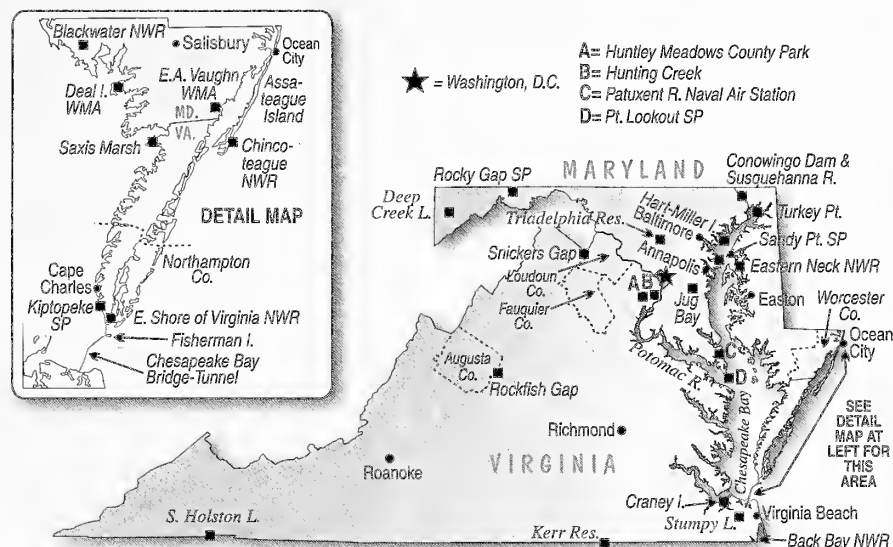 Blackwater NWR
Salisbury
Ocean
City
E.A. Vaughn
WMA
Assa-
teague
Island
Deal I.
WMA
MD.
VA.
Saxis Marsh
Chinco-
teague
NWR
DETAIL MAP
Northampton
Co.
Cape
Charles
Kiptopeke
SP
E. Shore of Virginia NWR
Fisherman I.
Chesapeake Bay
Bridge-Tunnel
★ = Washington, D.C.
A= Huntley Meadows County Park
B= Hunting Creek
C= Patuxent R. Naval Air Station
D= Pt. Lookout SP
MARYLAND
Conowingo Dam &
Susquehanna R.
Rocky Gap SP
Deep
Creek L.
Triadelphia Res.
Hart-Miller I.
Baltimore
Turkey Pt.
Sandy Pt. SP
Annapolis
Snickers Gap
Eastern Neck NWR
Loudoun
Co.
A B
Fauquier
Co.
Jug
Bay
Easton
Worcester
Co.
Ocean
City
Potomac R.
C
D
Augusta
Co.
Rockfish Gap
Chesapeake Bay
SEE
DETAIL
MAP AT
LEFT FOR
THIS
AREA
Richmond
Roanoke
VIRGINIA
Craney I.
Virginia Beach
S. Holston L.
Stumpy L.
Kerr Res.
Back Bay NWR